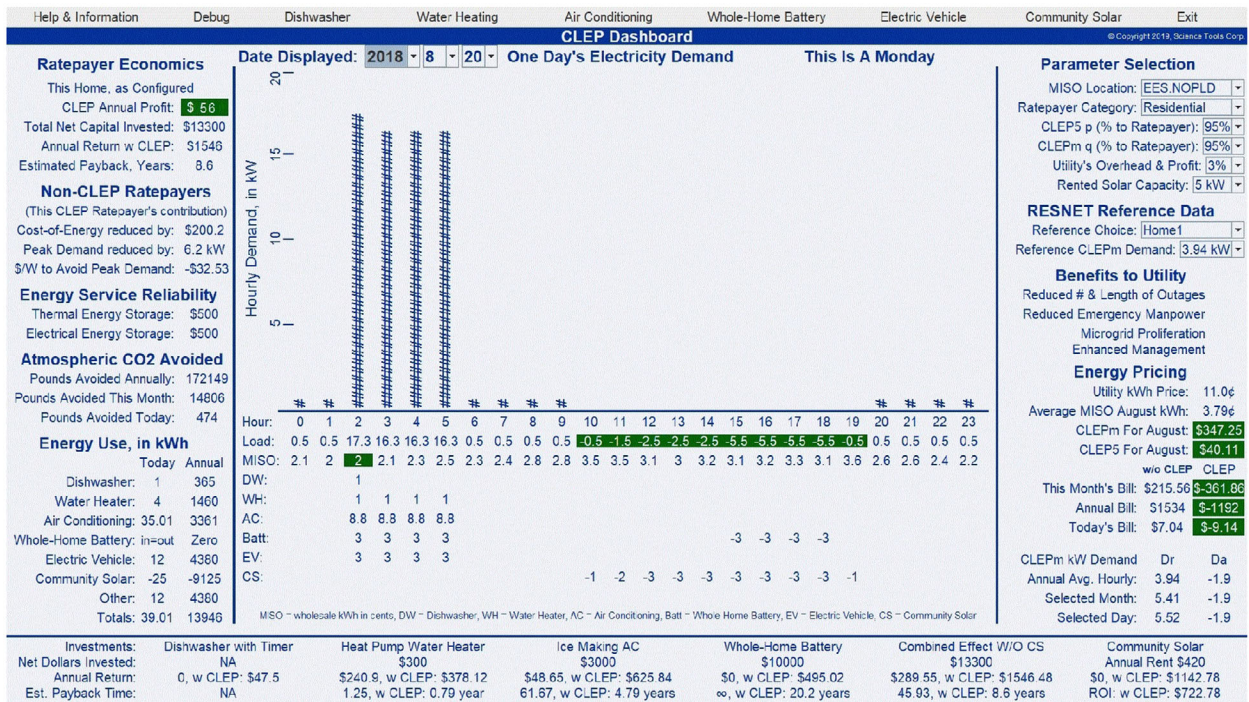 Help & Information Debug Dishwasher Water Heating Air Conditioning Whole-Home Battery Electric Vehicle Community Solar Exit
CLEP Dashboard © Copyright 2019, Science Tools Corp.
Date Displayed: 2018 8 20 One Day's Electricity Demand This Is A Monday
Ratepayer Economics
This Home, as Configured
CLEP Annual Profit: $ 56
Total Net Capital Invested: $13300
Annual Return w CLEP: $1546
Estimated Payback, Years: 8.6
Non-CLEP Ratepayers
(This CLEP Ratepayer's contribution)
Cost-of-Energy reduced by: $200.2
Peak Demand reduced by: 6.2 kW
$/W to Avoid Peak Demand: -$32.53
Energy Service Reliability
Thermal Energy Storage: $500
Electrical Energy Storage: $500
Atmospheric CO2 Avoided
Pounds Avoided Annually: 172149
Pounds Avoided This Month: 14806
Pounds Avoided Today: 474
Energy Use, in kWh
Today Annual
Dishwasher: 1 365
Water Heater: 4 1460
Air Conditioning: 35.01 3361
Whole-Home Battery: in=out Zero
Electric Vehicle: 12 4380
Community Solar: -25 -9125
Other: 12 4380
Totals: 39.01 13946
Hourly Demand, in kW
20
15
10
5
Hour: 0 1 2 3 4 5 6 7 8 9 10 11 12 13 14 15 16 17 18 19 20 21 22 23
Load: 0.5 0.5 17.3 16.3 16.3 16.3 0.5 0.5 0.5 0.5 -0.5 -1.5 -2.5 -2.5 -2.5 -5.5 -5.5 -5.5 -5.5 -0.5 0.5 0.5 0.5 0.5
MISO: 2.1 2 2 2.1 2.3 2.5 2.3 2.4 2.8 2.8 3.5 3.5 3.1 3 3.2 3.1 3.2 3.3 3.1 3.6 2.6 2.6 2.4 2.2
DW: 1
WH: 1 1 1 1
AC: 8.8 8.8 8.8 8.8
Batt: 3 3 3 3 -3 -3 -3 -3
EV: 3 3 3 3
CS: -1 -2 -3 -3 -3 -3 -3 -3 -3 -1
MISO = wholesale kWh in cents, DW = Dishwasher, WH = Water Heater, AC = Air Conditioning, Batt = Whole Home Battery, EV = Electric Vehicle, CS = Community Solar
Parameter Selection
MISO Location: EES.NOPLD
Ratepayer Category: Residential
CLEP5 p (% to Ratepayer): 95%
CLEPm q (% to Ratepayer): 95%
Utility's Overhead & Profit: 3%
Rented Solar Capacity: 5 kW
RESNET Reference Data
Reference Choice: Home1
Reference CLEPm Demand: 3.94 kW
Benefits to Utility
Reduced # & Length of Outages
Reduced Emergency Manpower
Microgrid Proliferation
Enhanced Management
Energy Pricing
Utility kWh Price: 11.0¢
Average MISO August kWh: 3.79¢
CLEPm For August: $347.25
CLEP5 For August: $40.11
w/o CLEP CLEP
This Month's Bill: $215.56 $-361.86
Annual Bill: $1534 $-1192
Today's Bill: $7.04 $-9.14
CLEPm kW Demand Dr Da
Annual Avg. Hourly: 3.94 -1.9
Selected Month: 5.41 -1.9
Selected Day: 5.52 -1.9
Investments: Dishwasher with Timer Heat Pump Water Heater Ice Making AC Whole-Home Battery Combined Effect W/O CS Community Solar
Net Dollars Invested: NA $300 $3000 $10000 $13300 Annual Rent $420
Annual Return: 0, w CLEP: $47.5 $240.9, w CLEP: $378.12 $48.65, w CLEP: $625.84 $0, w CLEP: $495.02 $289.55, w CLEP: $1546.48 $0, w CLEP: $1142.78
Est. Payback Time: NA 1.25, w CLEP: 0.79 year 61.67, w CLEP: 4.79 years ∞, w CLEP: 20.2 years 45.93, w CLEP: 8.6 years ROI: w CLEP: $722.78